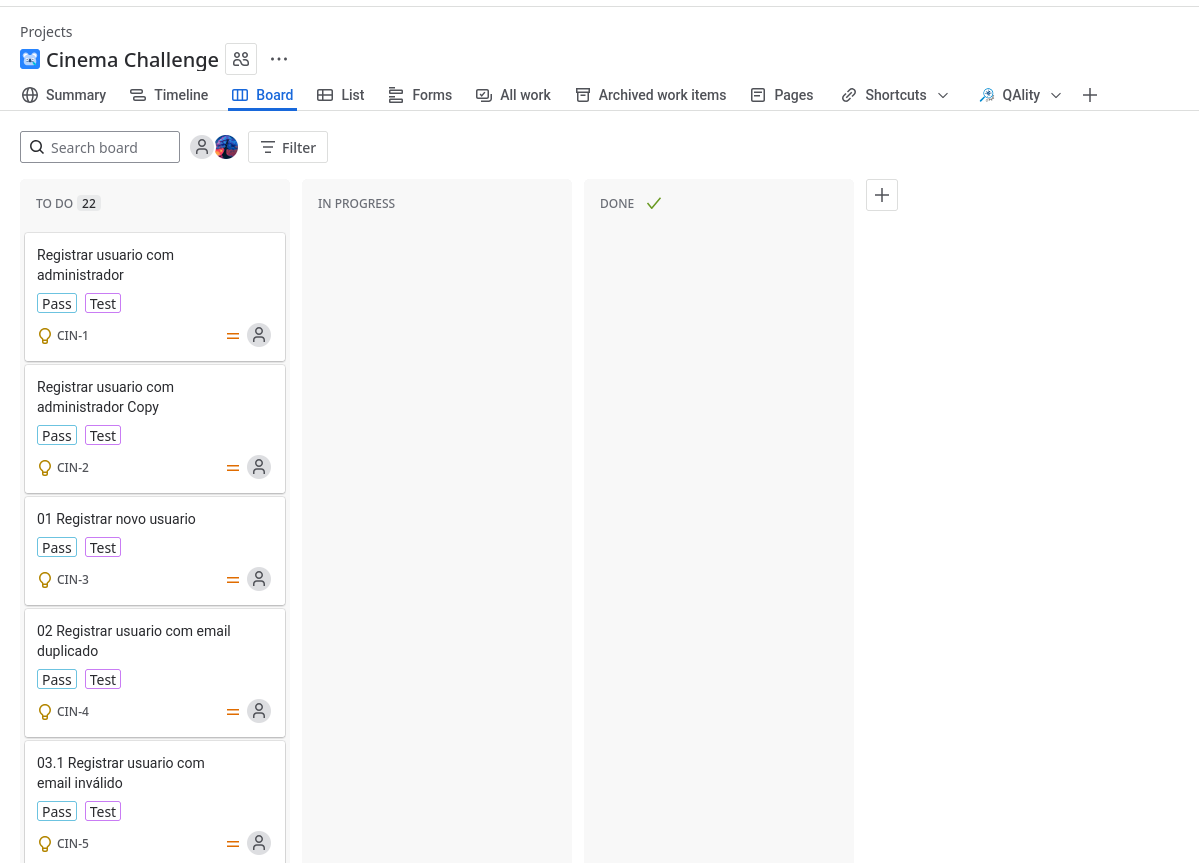 Projects
Cinema Challenge
Summary Timeline Board List Forms All work Archived work items Pages Shortcuts QAlity
Search board Filter
TO DO 22 IN PROGRESS DONE
Registrar usuario com
administrador
Pass Test
CIN-1
Registrar usuario com
administrador Copy
Pass Test
CIN-2
01 Registrar novo usuario
Pass Test
CIN-3
02 Registrar usuario com email
duplicado
Pass Test
CIN-4
03.1 Registrar usuario com
email inválido
Pass Test
CIN-5